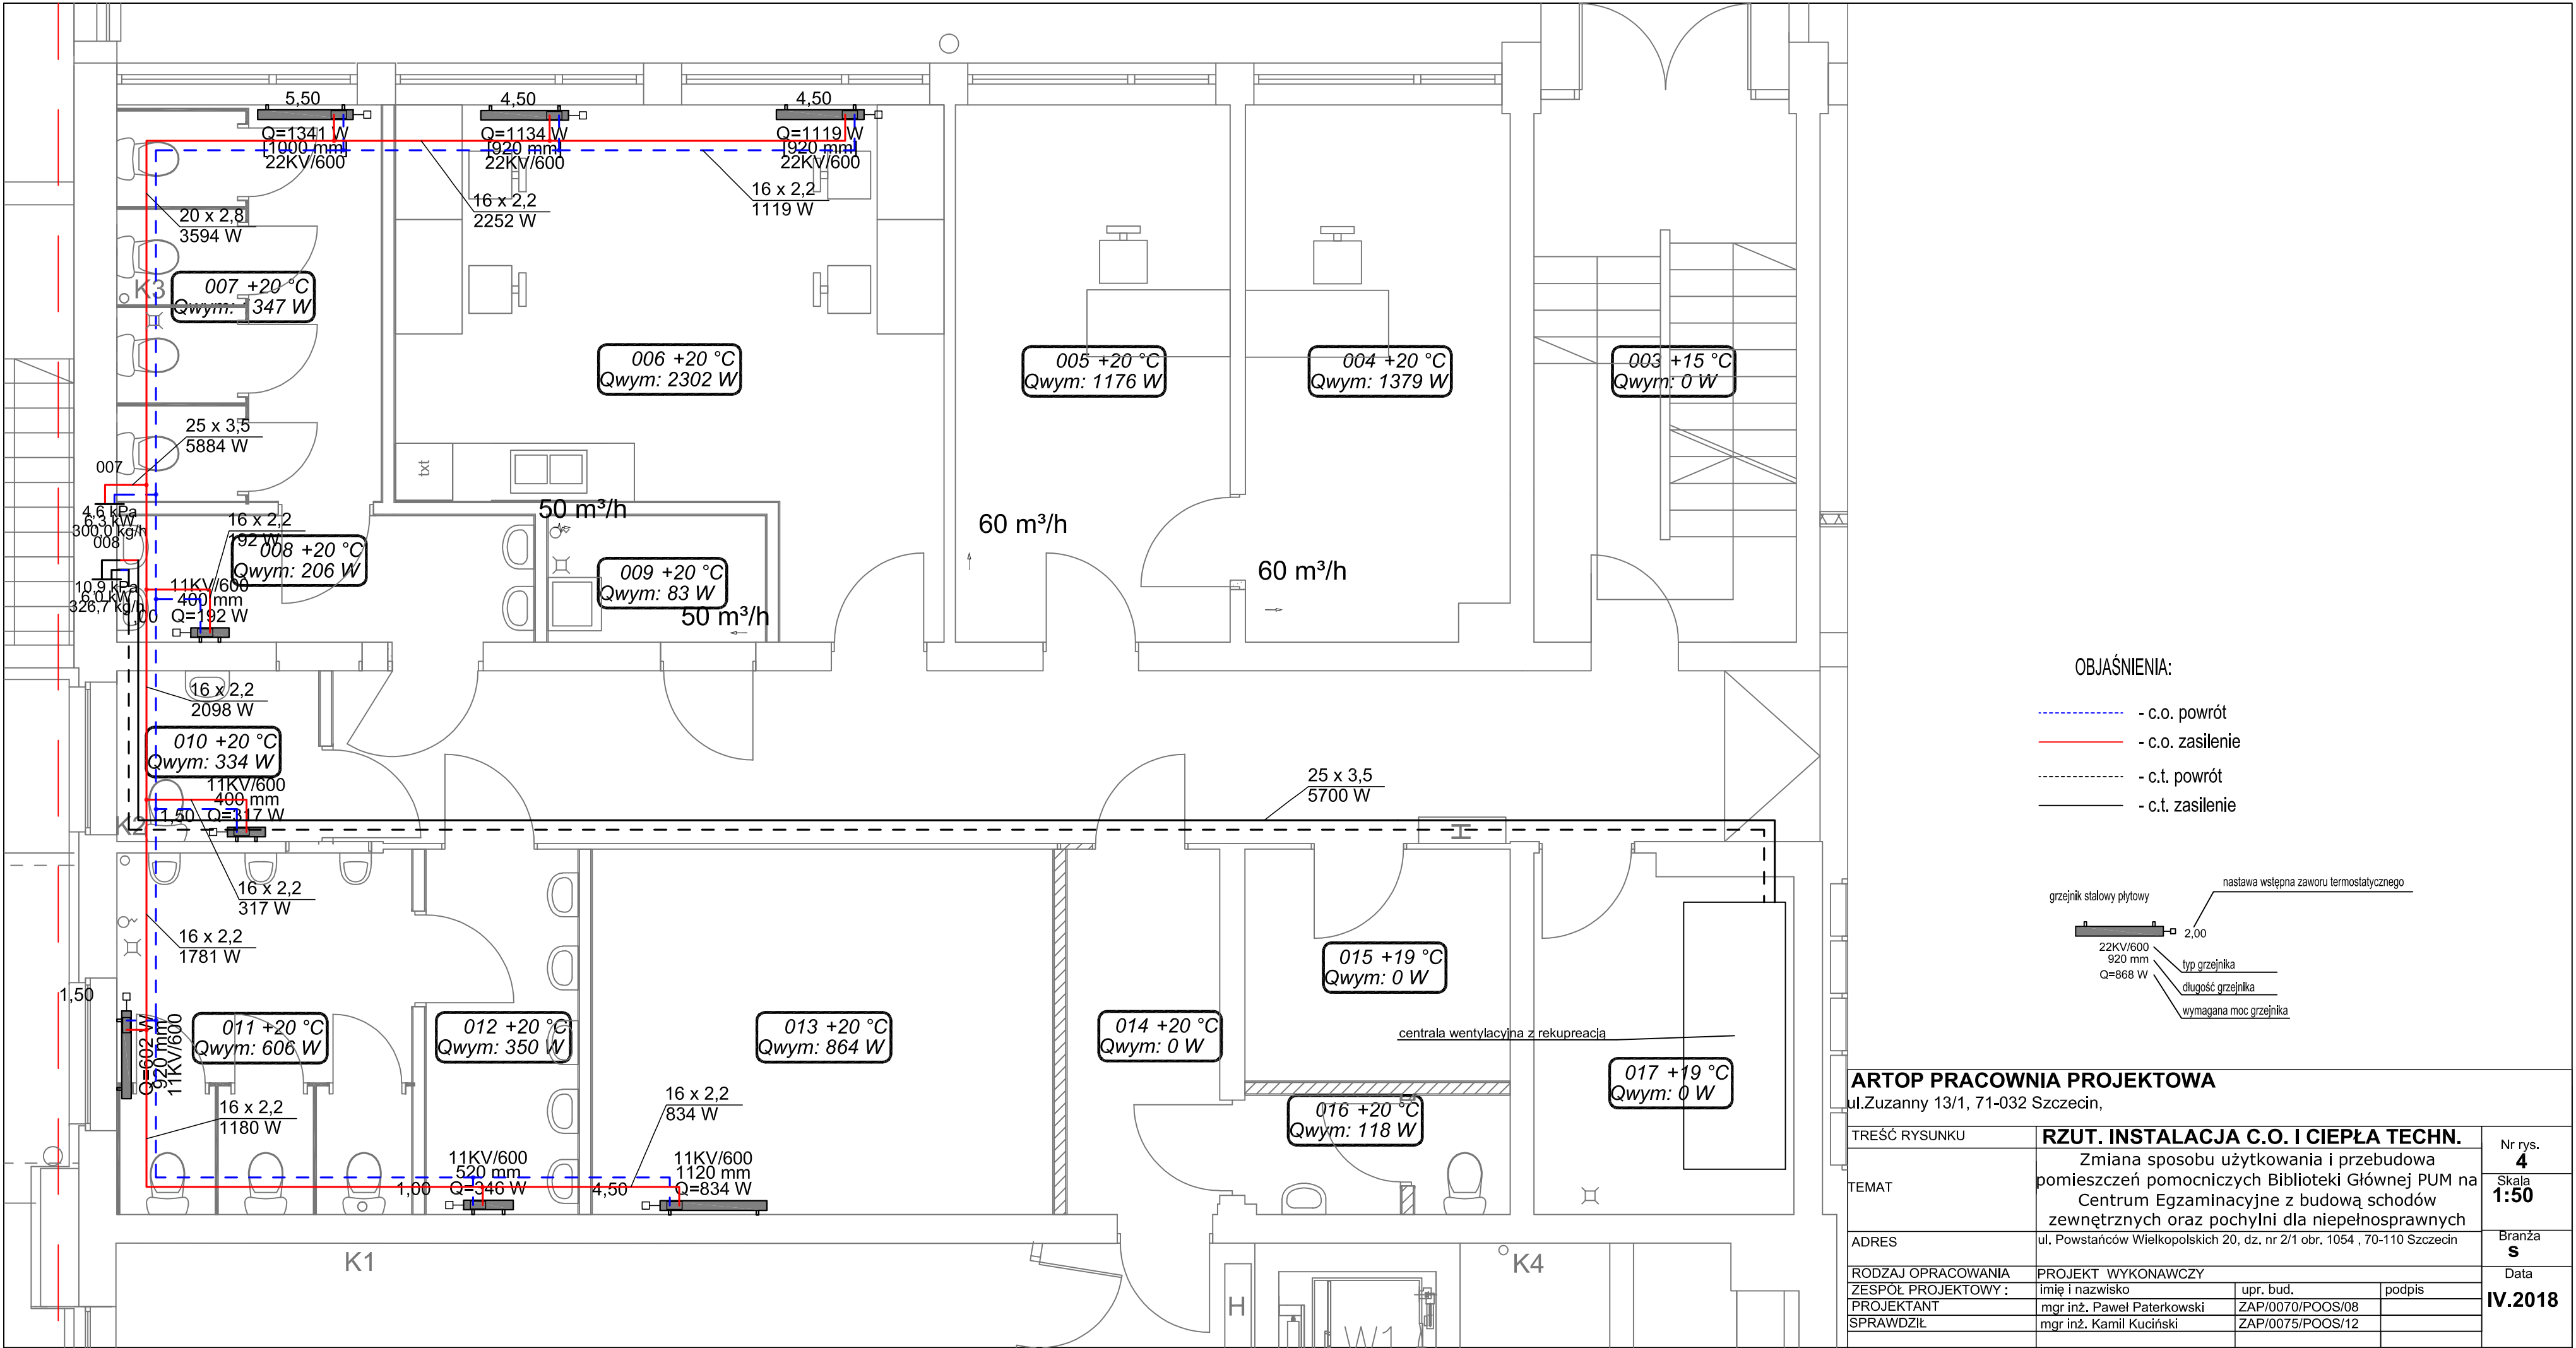 5,50
Q=1341 W
1000 mm
22KV/600
4,50
Q=1134 W
920 mm
22KV/600
4,50
Q=1119 W
920 mm
22KV/600
16 x 2,2
2252 W
16 x 2,2
1119 W
20 x 2,8
3594 W
K3
007 +20 °C
Qwym: 347 W
006 +20 °C
Qwym: 2302 W
005 +20 °C
Qwym: 1176 W
004 +20 °C
Qwym: 1379 W
003 +15 °C
Qwym: 0 W
25 x 3,5
5884 W
txt
007
4,6 kPa
6,3 kW
300,0 kg/h
008
10,9 kPa
6,0 kW
326,7 kg/h
16 x 2,2
192 W
008 +20 °C
Qwym: 206 W
11KV/600
400 mm
Q=192 W
50 m³/h
009 +20 °C
Qwym: 83 W
50 m³/h
60 m³/h
60 m³/h
16 x 2,2
2098 W
010 +20 °C
Qwym: 334 W
11KV/600
400 mm
1,50 Q=317 W
K2
25 x 3,5
5700 W
H
16 x 2,2
317 W
16 x 2,2
1781 W
1,50
Q=602 W
920 mm
11KV/600
011 +20 °C
Qwym: 606 W
012 +20 °C
Qwym: 350 W
013 +20 °C
Qwym: 864 W
014 +20 °C
Qwym: 0 W
015 +19 °C
Qwym: 0 W
centrala wentylacyjna z rekupreacją
017 +19 °C
Qwym: 0 W
016 +20 °C
Qwym: 118 W
16 x 2,2
1180 W
16 x 2,2
834 W
11KV/600
520 mm
1,00 Q=346 W
11KV/600
1120 mm
4,50 Q=834 W
K1
K4
H
W1
OBJAŚNIENIA:
- c.o. powrót
- c.o. zasilenie
- c.t. powrót
- c.t. zasilenie
nastawa wstępna zaworu termostatycznego
grzejnik stalowy płytowy
2,00
22KV/600
920 mm
Q=868 W
typ grzejnika
długość grzejnika
wymagana moc grzejnika
ARTOP PRACOWNIA PROJEKTOWA
ul.Zuzanny 13/1, 71-032 Szczecin,
TREŚĆ RYSUNKU
RZUT. INSTALACJA C.O. I CIEPŁA TECHN.
Nr rys.
4
TEMAT
Zmiana sposobu użytkowania i przebudowa
pomieszczeń pomocniczych Biblioteki Głównej PUM na
Centrum Egzaminacyjne z budową schodów
zewnętrznych oraz pochylni dla niepełnosprawnych
Skala
1:50
ADRES
ul. Powstańców Wielkopolskich 20, dz. nr 2/1 obr. 1054 , 70-110 Szczecin
Branża
S
RODZAJ OPRACOWANIA
PROJEKT WYKONAWCZY
Data
IV.2018
ZESPÓŁ PROJEKTOWY :
imię i nazwisko
upr. bud.
podpis
PROJEKTANT
mgr inż. Paweł Paterkowski
ZAP/0070/POOS/08
SPRAWDZIŁ
mgr inż. Kamil Kuciński
ZAP/0075/POOS/12